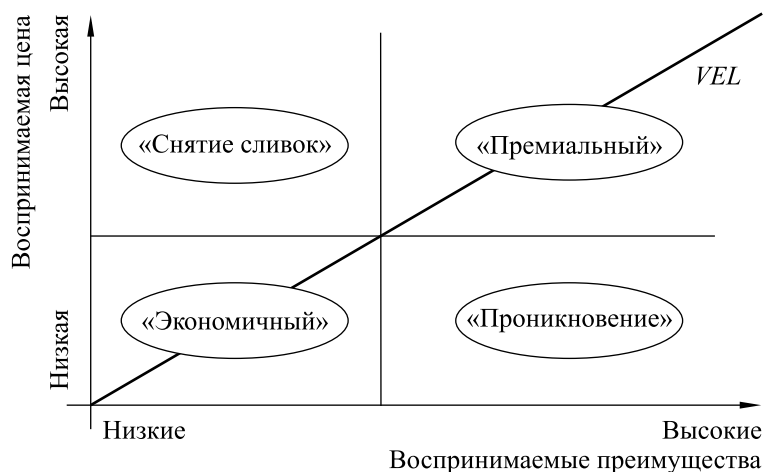 Воспринимаемая цена
Высокая
Низкая
VEL
«Снятие сливок»
«Премиальный»
«Экономичный»
«Проникновение»
Низкие
Высокие
Воспринимаемые преимущества